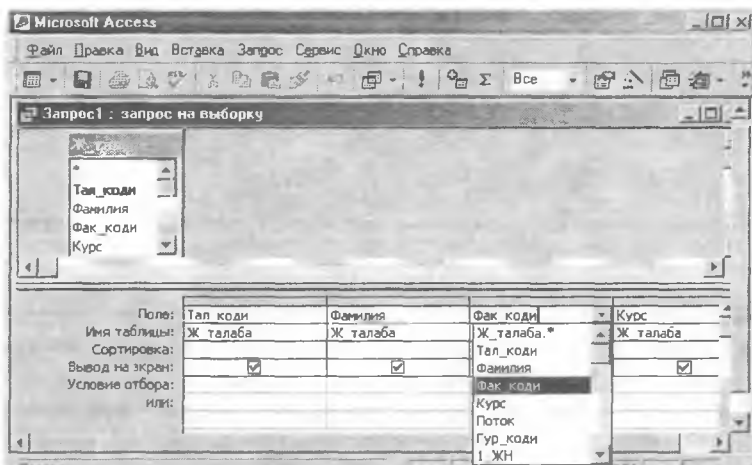 Microsoft Access
Файл Правка Вид Вставка Запрос Сервис Окно Справка
Все
Запрос1 : запрос на выборку
*
Тал_коди
Фамилия
Фак_коди
Курс
Поле: Тал_коди Фамилия Фак_коди Курс
Имя таблицы: Ж_талаба Ж_талаба Ж_талаба.* Ж_талаба
Сортировка: Тал_коди
Вывод на экран: Фамилия
Условие отбора: Фак_коди
или: Курс
Поток
Гур_коди
1_ЖН